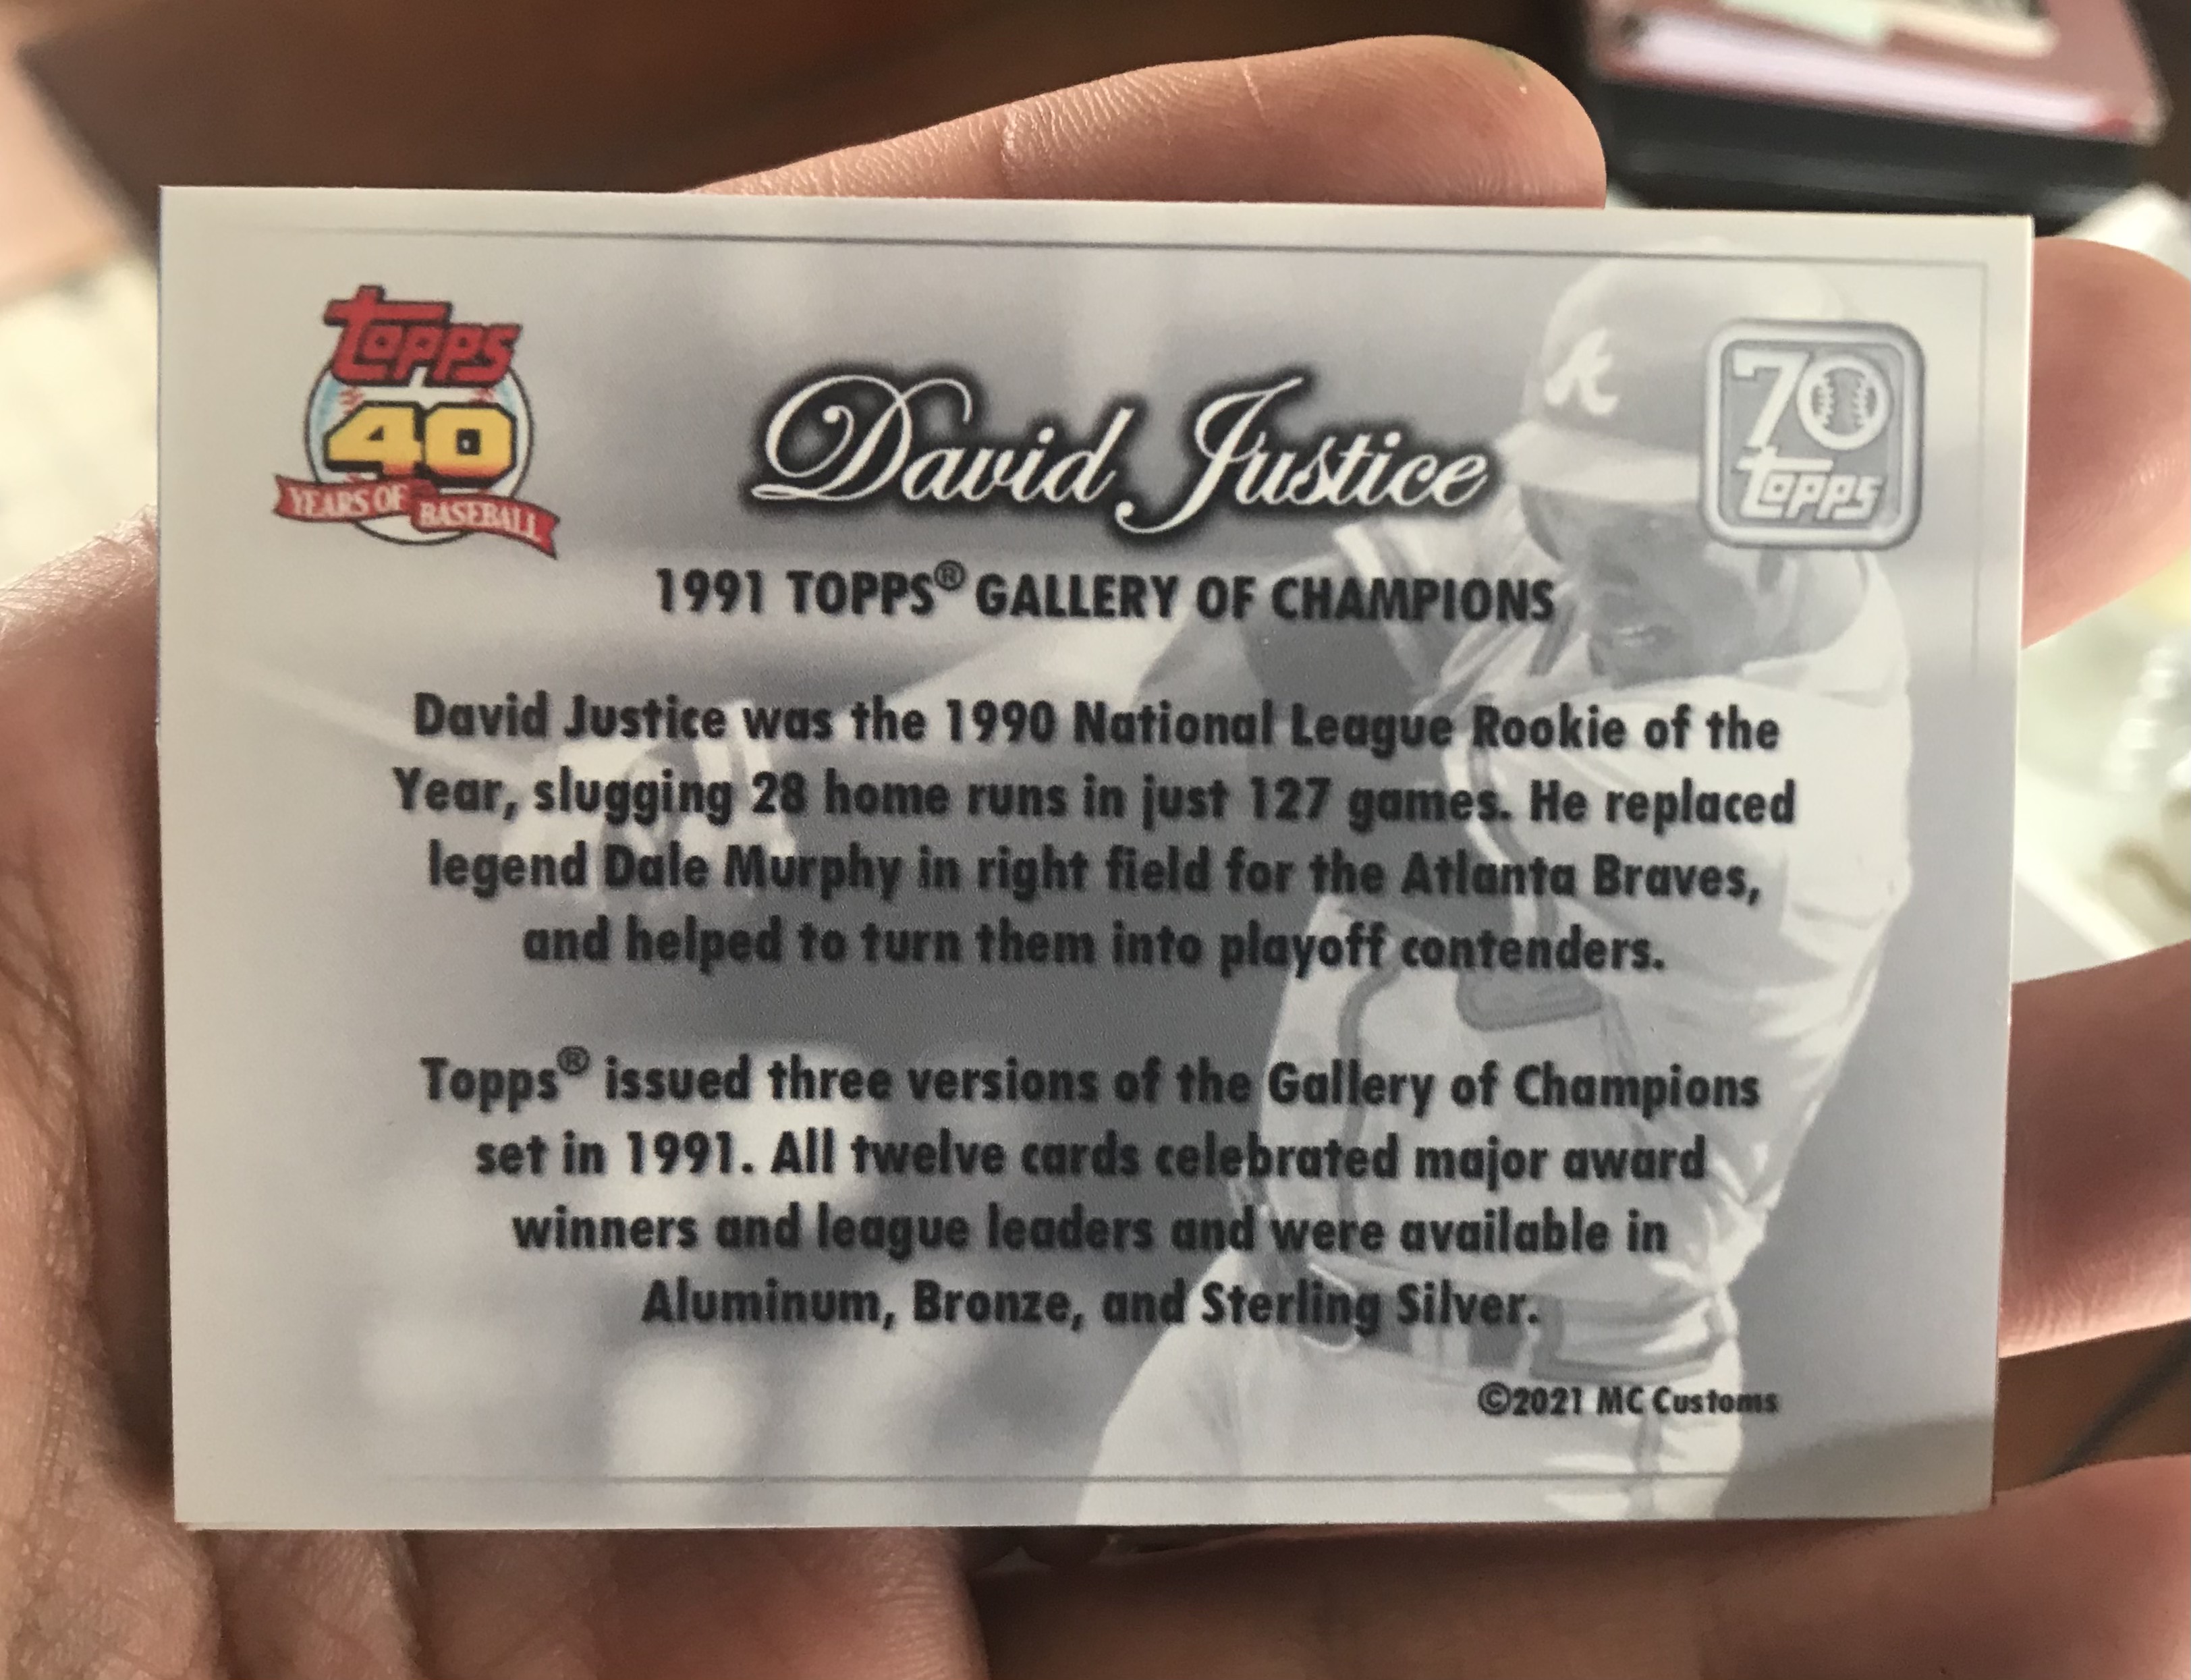 topps
40
YEARS OF BASEBALL
David Justice
70
topps
1991 TOPPS® GALLERY OF CHAMPIONS
David Justice was the 1990 National League Rookie of the
Year, slugging 28 home runs in just 127 games. He replaced
legend Dale Murphy in right field for the Atlanta Braves,
and helped to turn them into playoff contenders.
Topps® issued three versions of the Gallery of Champions
set in 1991. All twelve cards celebrated major award
winners and league leaders and were available in
Aluminum, Bronze, and Sterling Silver.
©2021 MC Customs